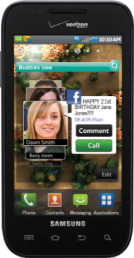 verizon
10:10 AM
Buddies now
HAPPY 21st
BIRTHDAY Jane
Jones!!!!!
Comment
Call
Dawn Smith
Barry Jones
Edit
Phone
Contacts
Messaging
Applications
SAMSUNG